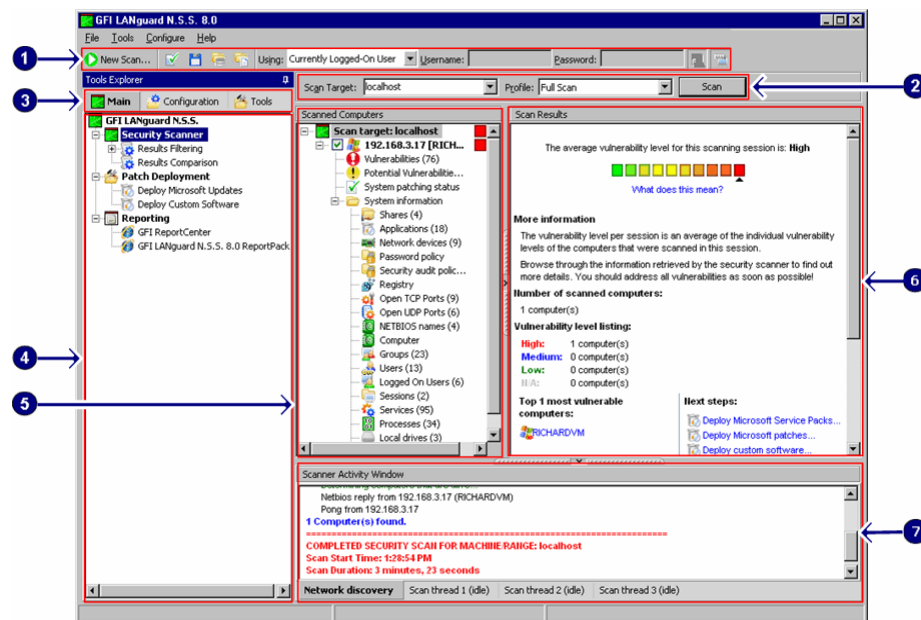 GFI LANguard N.S.S. 8.0
File Tools Configure Help
1
New Scan... Using: Currently Logged-On User Username: Password:
Tools Explorer
Scan Target: localhost Profile: Full Scan Scan
2
3
Main Configuration Tools
GFI LANguard N.S.S.
Security Scanner
Results Filtering
Results Comparison
Patch Deployment
Deploy Microsoft Updates
Deploy Custom Software
Reporting
GFI ReportCenter
GFI LANguard N.S.S. 8.0 ReportPack
4
5
Scanned Computers
Scan target: localhost
192.168.3.17 [RICH...
Vulnerabilities (76)
Potential Vulnerabilitie...
System patching status
System information
Shares (4)
Applications (18)
Network devices (9)
Password policy
Security audit polic...
Registry
Open TCP Ports (9)
Open UDP Ports (6)
NETBIOS names (4)
Computer
Groups (23)
Users (13)
Logged On Users (6)
Sessions (2)
Services (95)
Processes (34)
Local drives (3)
Scan Results
The average vulnerability level for this scanning session is: High
What does this mean?
More information
The vulnerability level per session is an average of the individual vulnerability
levels of the computers that were scanned in this session.
Browse through the information retrieved by the security scanner to find out
more details. You should address all vulnerabilities as soon as possible!
6
Number of scanned computers:
1 computer(s)
Vulnerability level listing:
High: 1 computer(s)
Medium: 0 computer(s)
Low: 0 computer(s)
N/A: 0 computer(s)
Top 1 most vulnerable
computers:
RICHARDVM
Next steps:
Deploy Microsoft Service Packs...
Deploy Microsoft patches...
Deploy custom software...
Scanner Activity Window
Netbios reply from 192.168.3.17 (RICHARDVM)
Pong from 192.168.3.17
1 Computer(s) found.
7
COMPLETED SECURITY SCAN FOR MACHINE RANGE: localhost
Scan Start Time: 1:28:54 PM
Scan Duration: 3 minutes, 23 seconds
Network discovery Scan thread 1 (idle) Scan thread 2 (idle) Scan thread 3 (idle)